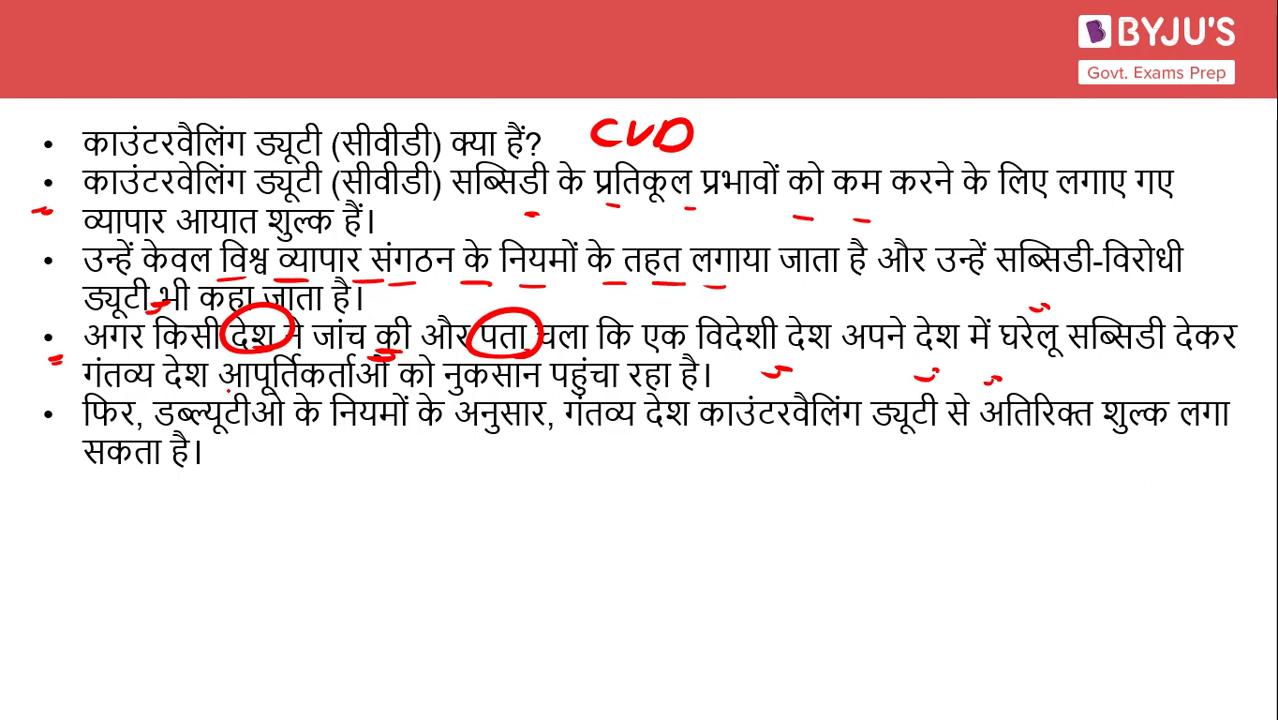 BYJU'S
Govt. Exams Prep
• काउंटरवैलिंग ड्यूटी (सीवीडी) क्या हैं? CVD
• काउंटरवेलिंग ड्यूटी (सीवीडी) सब्सिडी के प्रतिकूल प्रभावों को कम करने के लिए लगाए गए
व्यापार आयात शुल्क हैं।
• उन्हें केवल विश्व व्यापार संगठन के नियमों के तहत लगाया जाता है और उन्हें सब्सिडी-विरोधी
ड्यूटी भी कहा जाता है।
• अगर किसी देश ने जांच की और पता चला कि एक विदेशी देश अपने देश में घरेलू सब्सिडी देकर
गंतव्य देश आपूर्तिकर्ताओं को नुकसान पहुंचा रहा है।
• फिर, डब्ल्यूटीओ के नियमों के अनुसार, गंतव्य देश काउंटरवैलिंग ड्यूटी से अतिरिक्त शुल्क लगा
सकता है।